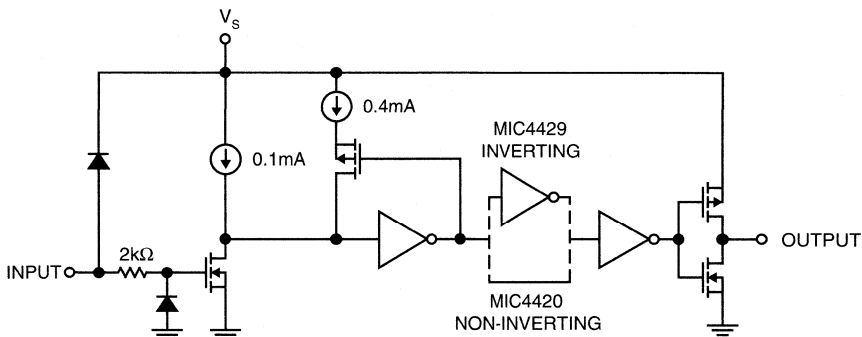 VS
0.4mA
0.1mA
MIC4429
INVERTING
2kΩ
INPUT
OUTPUT
MIC4420
NON-INVERTING